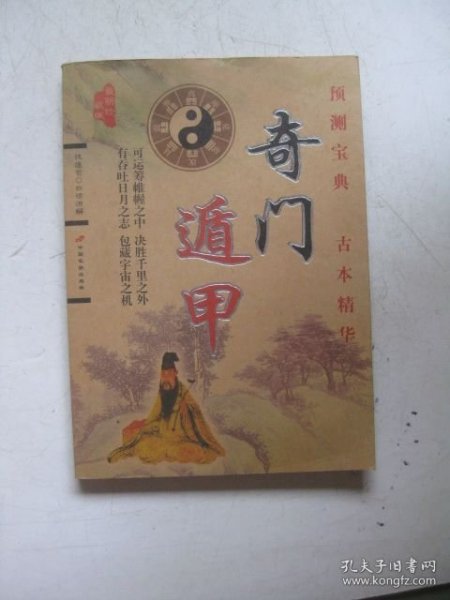 奇门
遁甲
预测宝典 古本精华
可运筹帷幄之中 决胜千里之外
有吞吐日月之志 包藏宇宙之机
孔夫子旧书网
www.kongfz.com